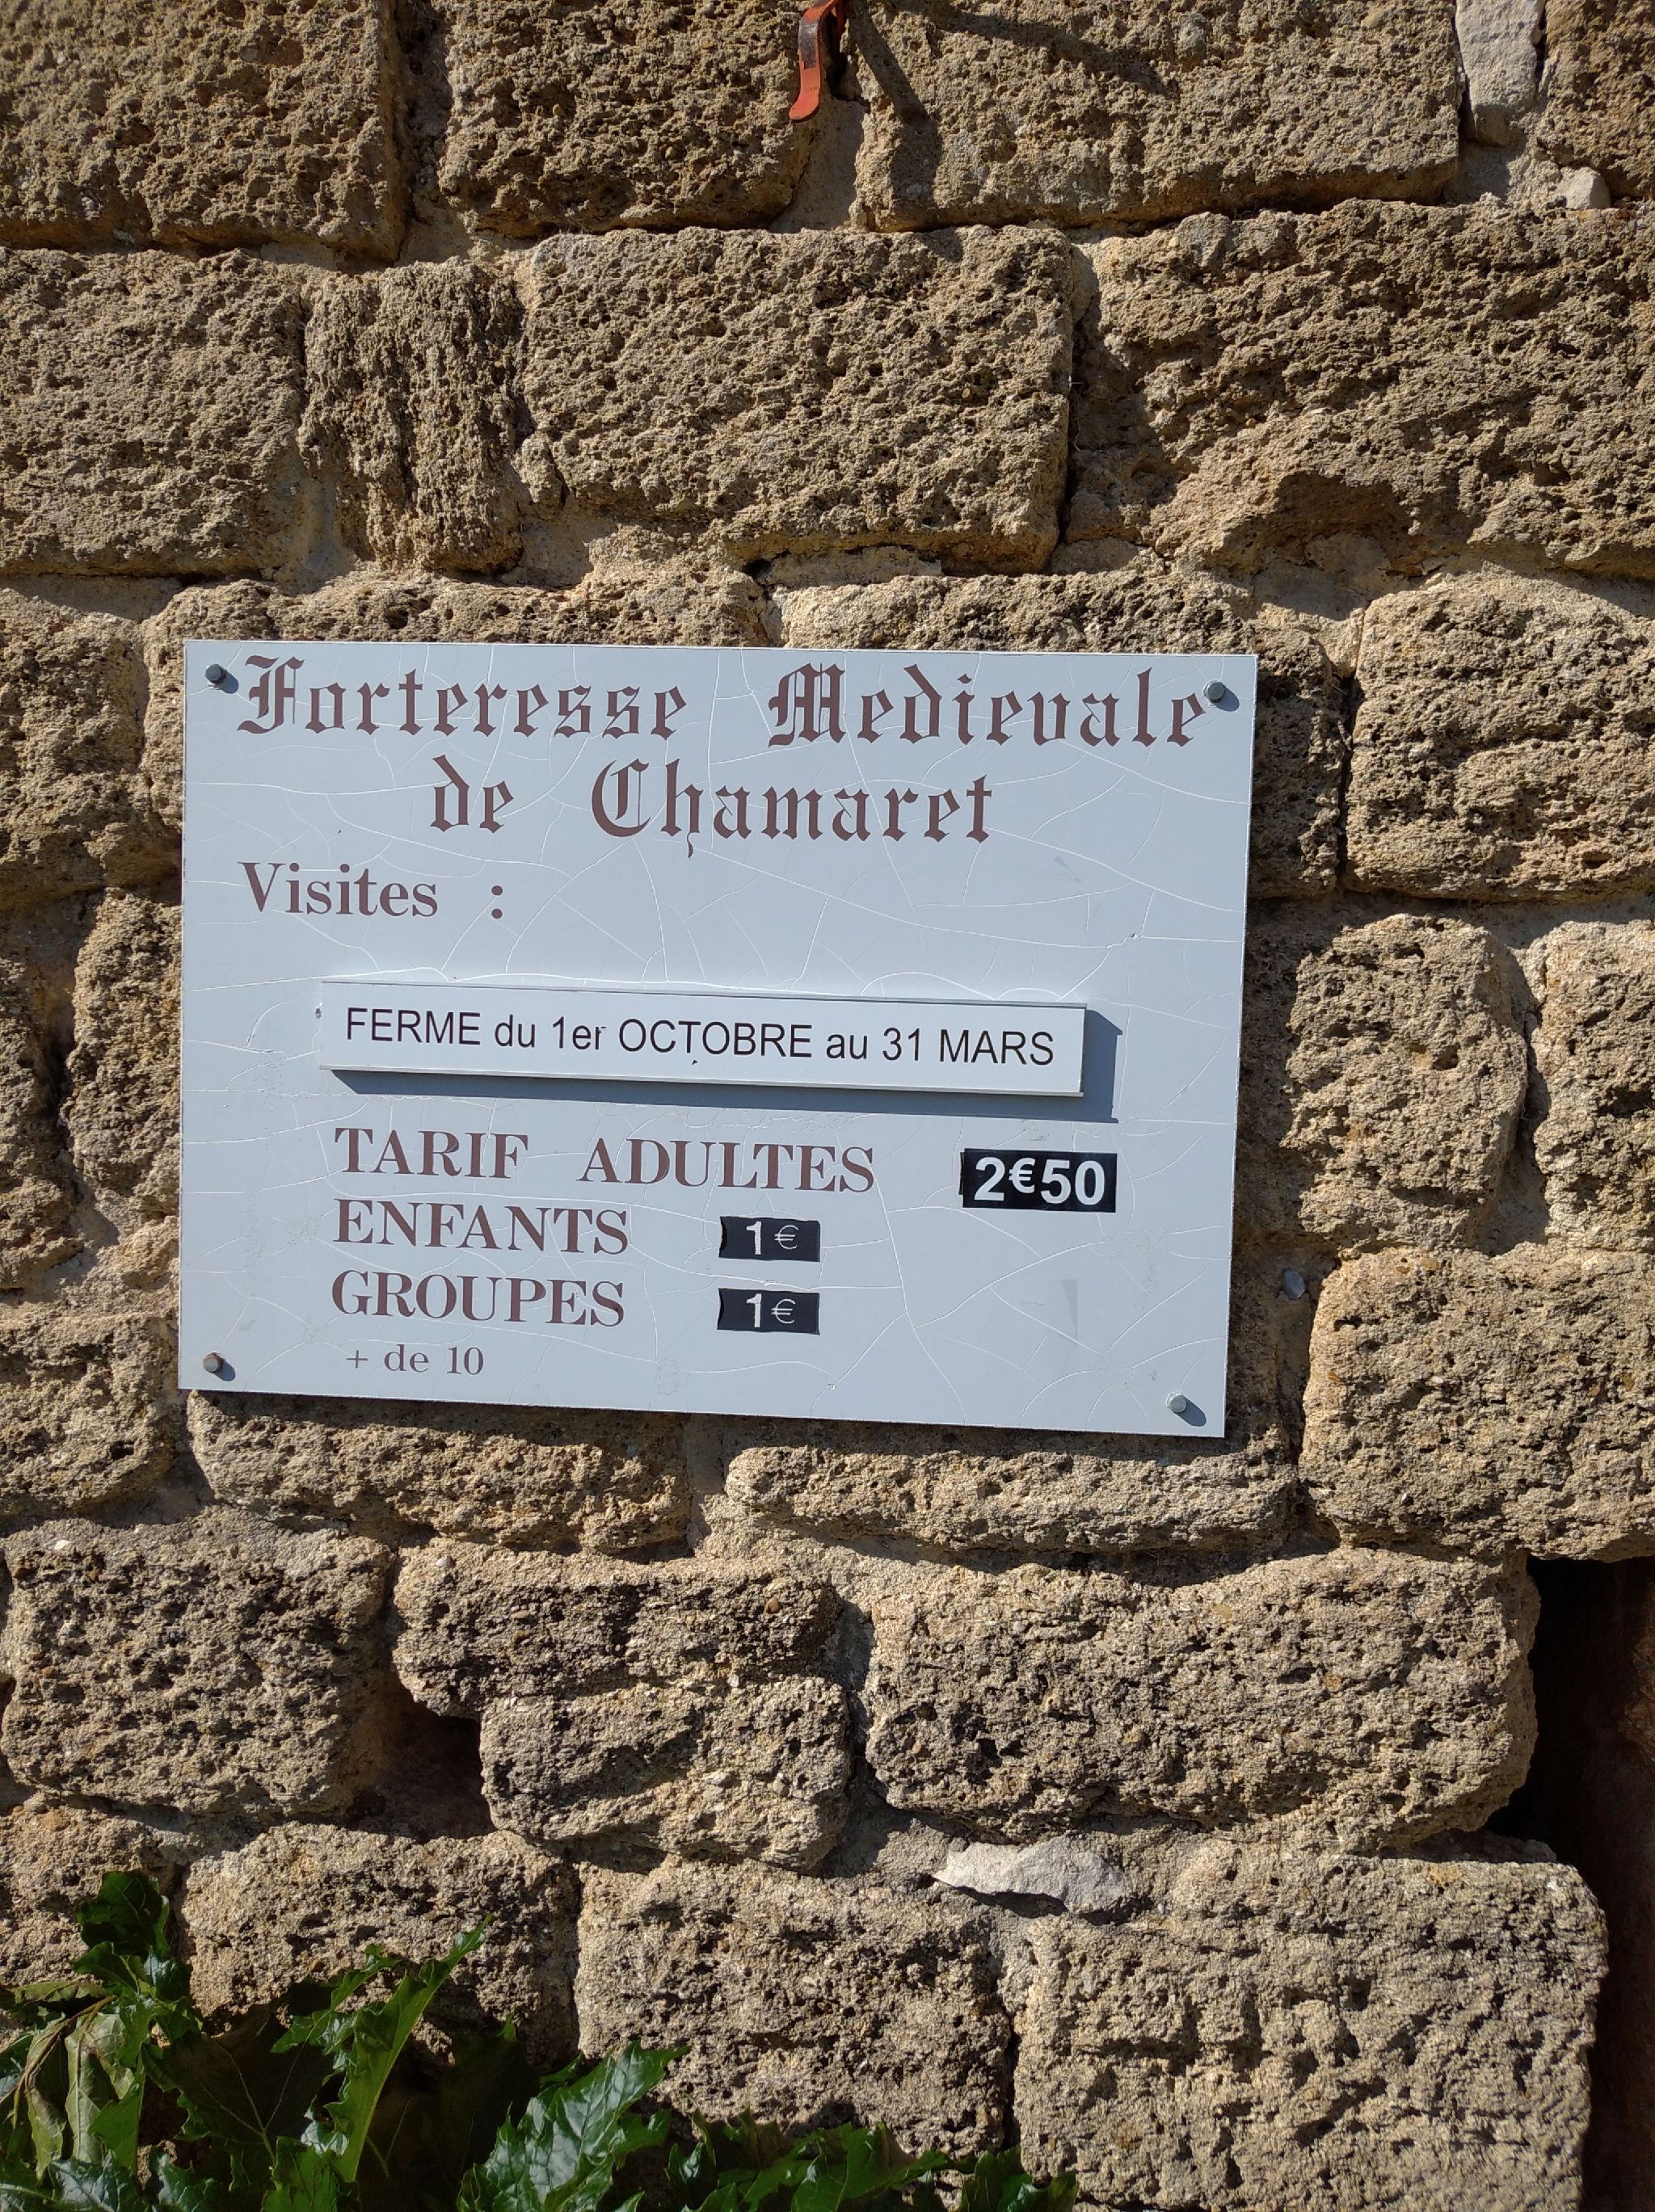 Forteresse Medievale
de Chamaret
Visites :
FERME du 1er OCTOBRE au 31 MARS
TARIF ADULTES 2€50
ENFANTS 1€
GROUPES 1€
+ de 10